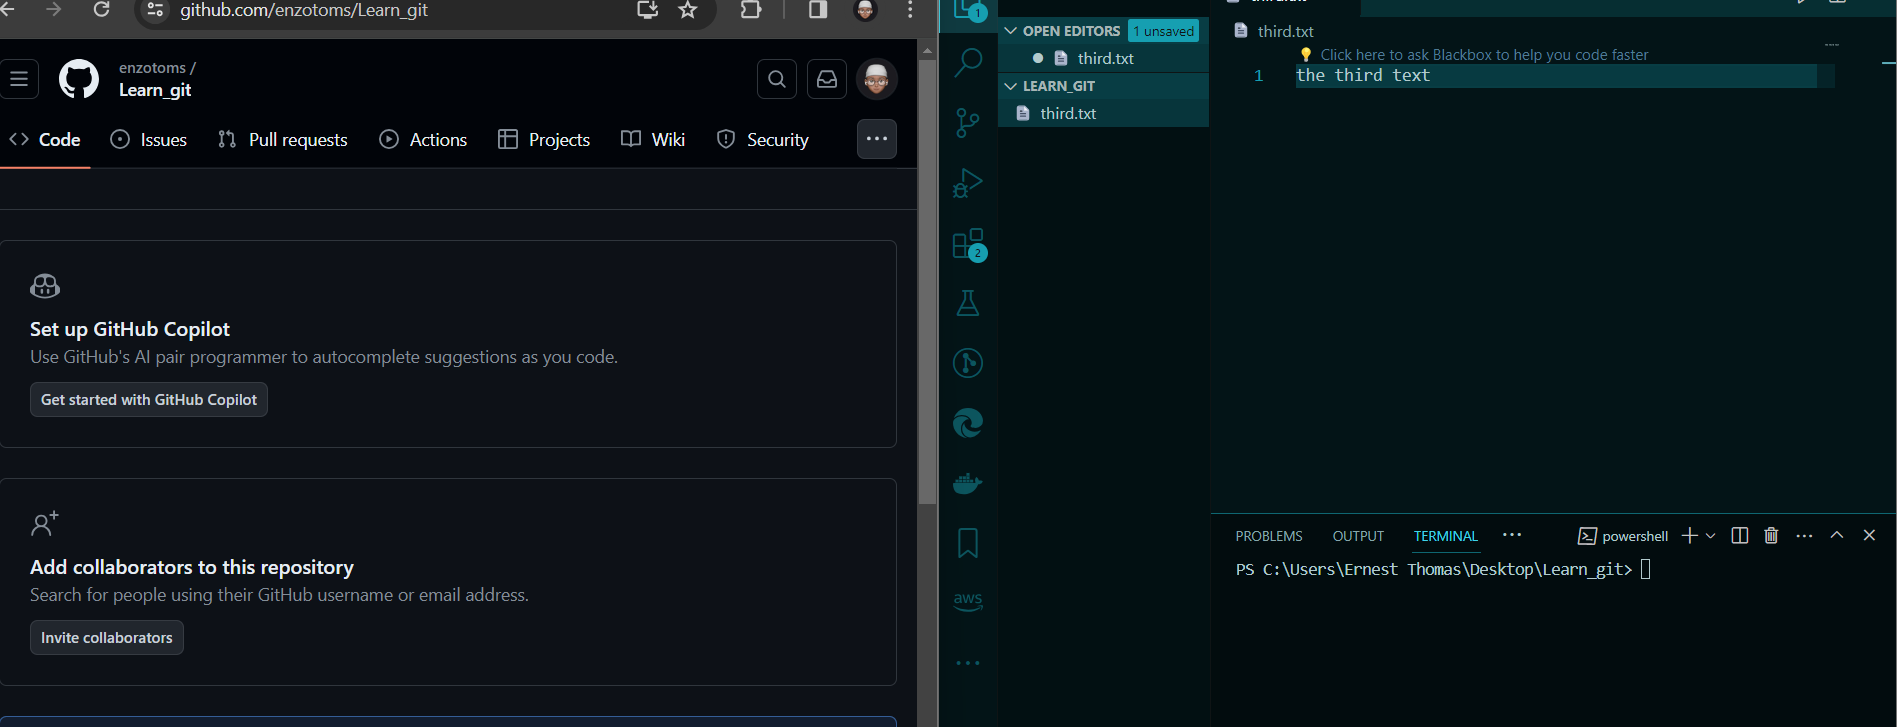 github.com/enzotoms/Learn_git
enzotoms /
Learn_git
Code Issues Pull requests Actions Projects Wiki Security
Set up GitHub Copilot
Use GitHub's AI pair programmer to autocomplete suggestions as you code.
Get started with GitHub Copilot
Add collaborators to this repository
Search for people using their GitHub username or email address.
Invite collaborators
1
OPEN EDITORS 1 unsaved
third.txt
LEARN_GIT
third.txt
2
aws
third.txt
Click here to ask Blackbox to help you code faster
1 the third text
PROBLEMS OUTPUT TERMINAL powershell
PS C:\Users\Ernest Thomas\Desktop\Learn_git>